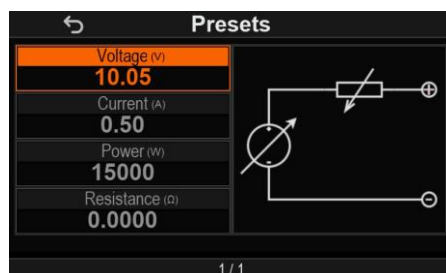 Presets
Voltage (V)
10.05
Current (A)
0.50
Power (W)
15000
Resistance (Ω)
0.0000
1 / 1